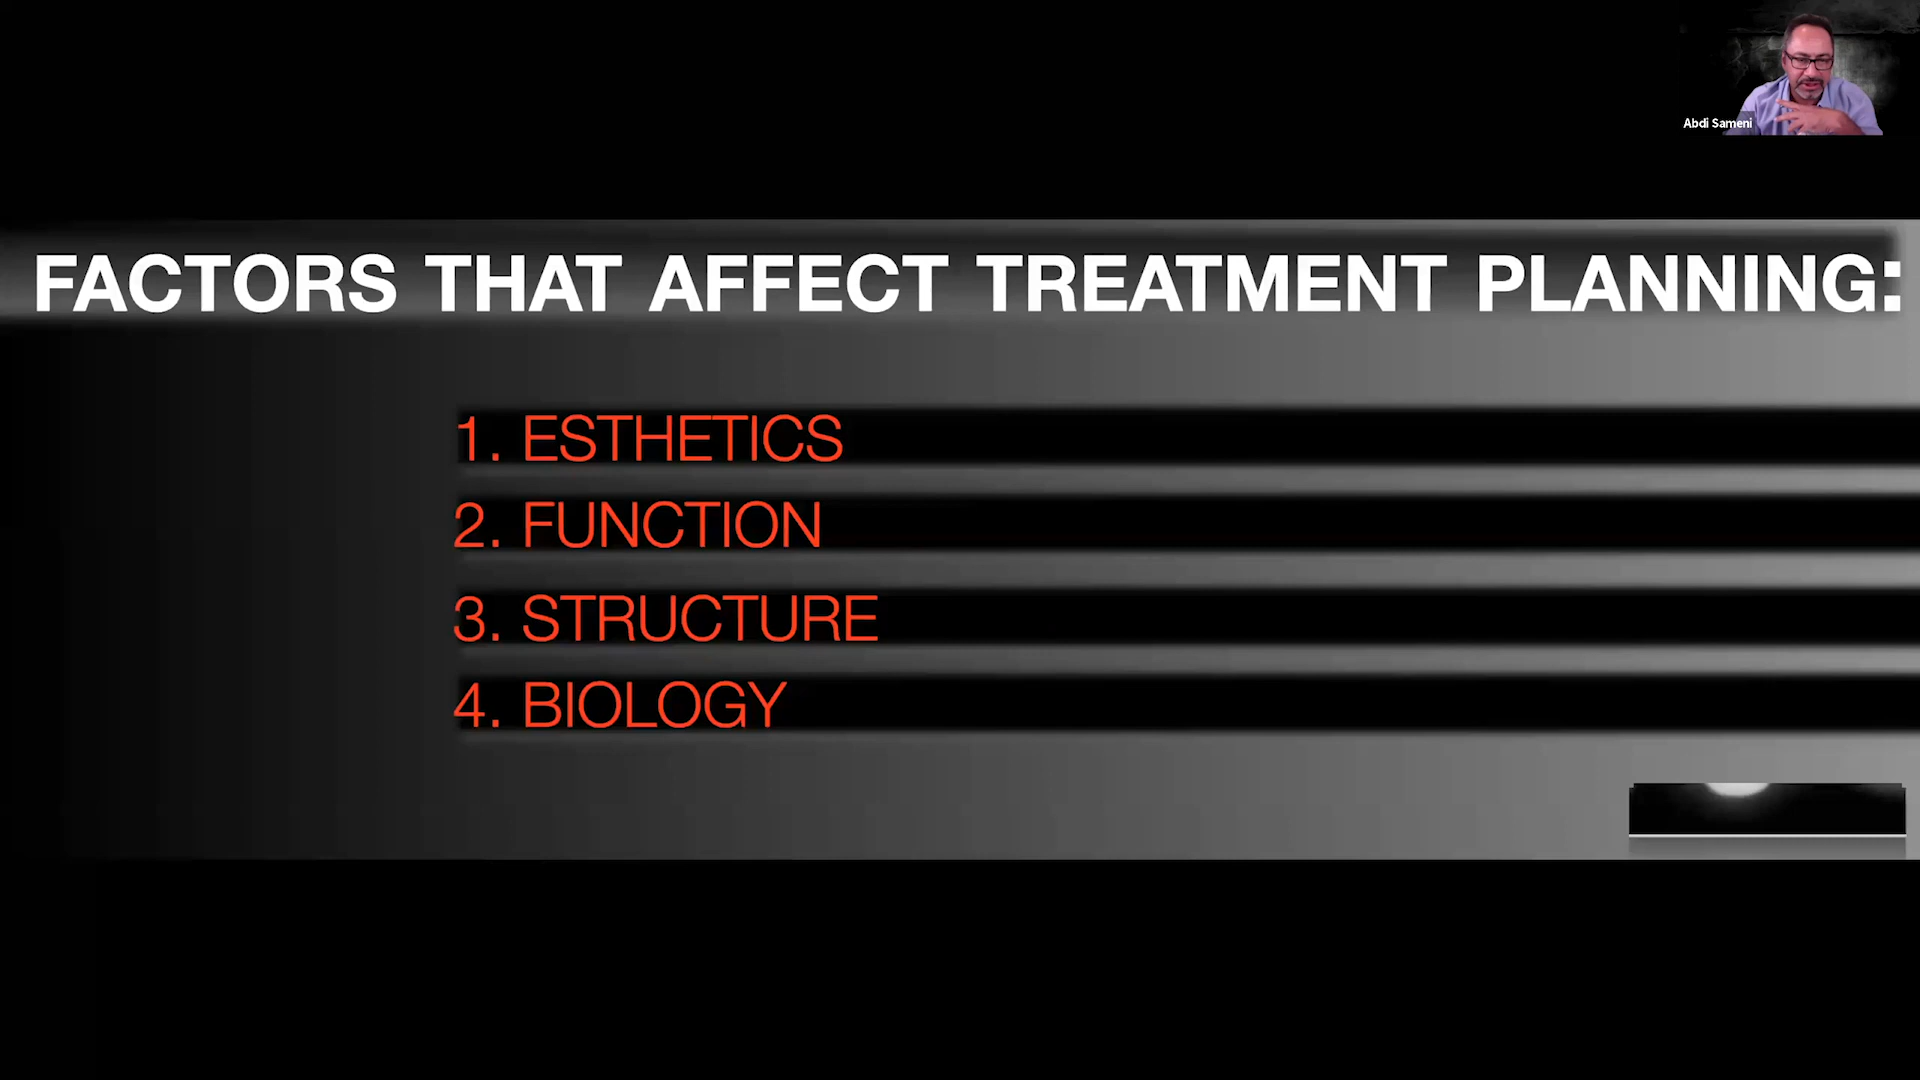 Abdi Sameni
FACTORS THAT AFFECT TREATMENT PLANNING:
1. ESTHETICS
2. FUNCTION
3. STRUCTURE
4. BIOLOGY